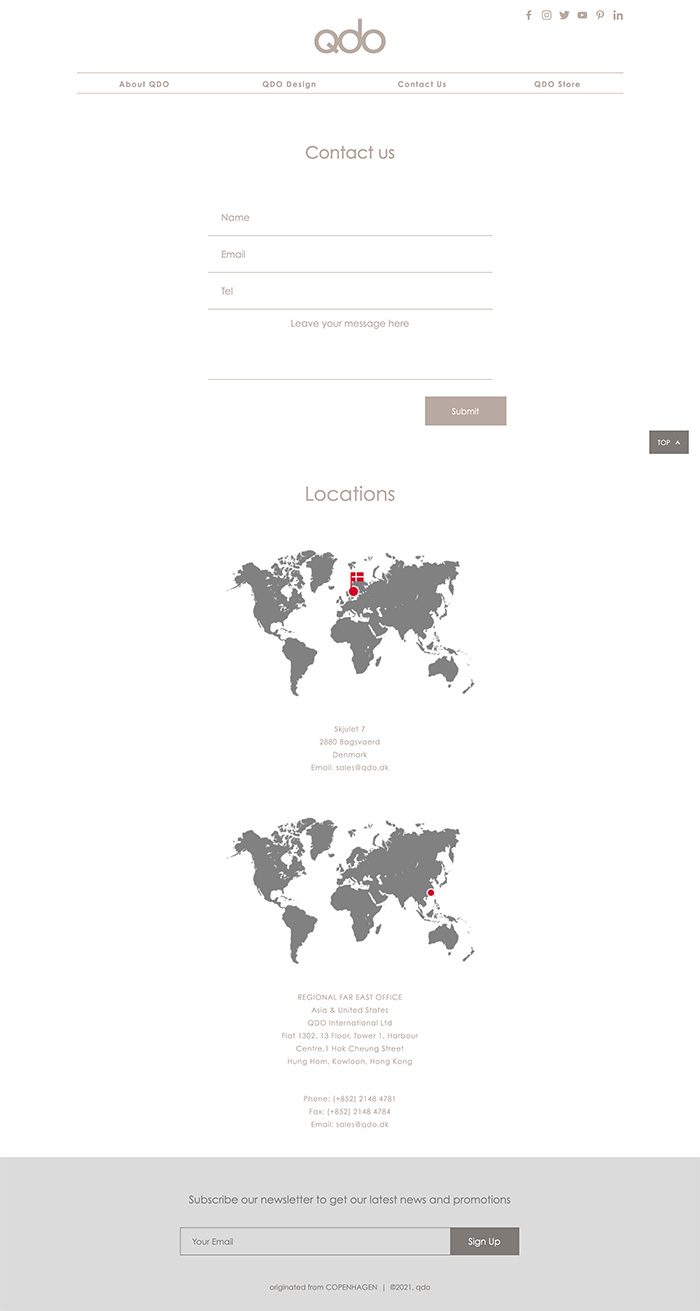 qdo
About QDO
QDO Design
Contact Us
QDO Store
Contact us
Name
Email
Tel
Leave your message here
Submit
TOP
Locations
Skjulet 7
2880 Bagsvaerd
Denmark
Email: sales@qdo.dk
REGIONAL FAR EAST OFFICE
Asia & United States
QDO International Ltd
Flat 1302, 13 Floor, Tower 1, Harbour
Centre,1 Hok Cheung Street
Hung Hom, Kowloon, Hong Kong
Phone: (+852) 2148 4781
Fax: (+852) 2148 4784
Email: sales@qdo.dk
Subscribe our newsletter to get our latest news and promotions
Your Email
Sign Up
originated from COPENHAGEN | ©2021, qdo